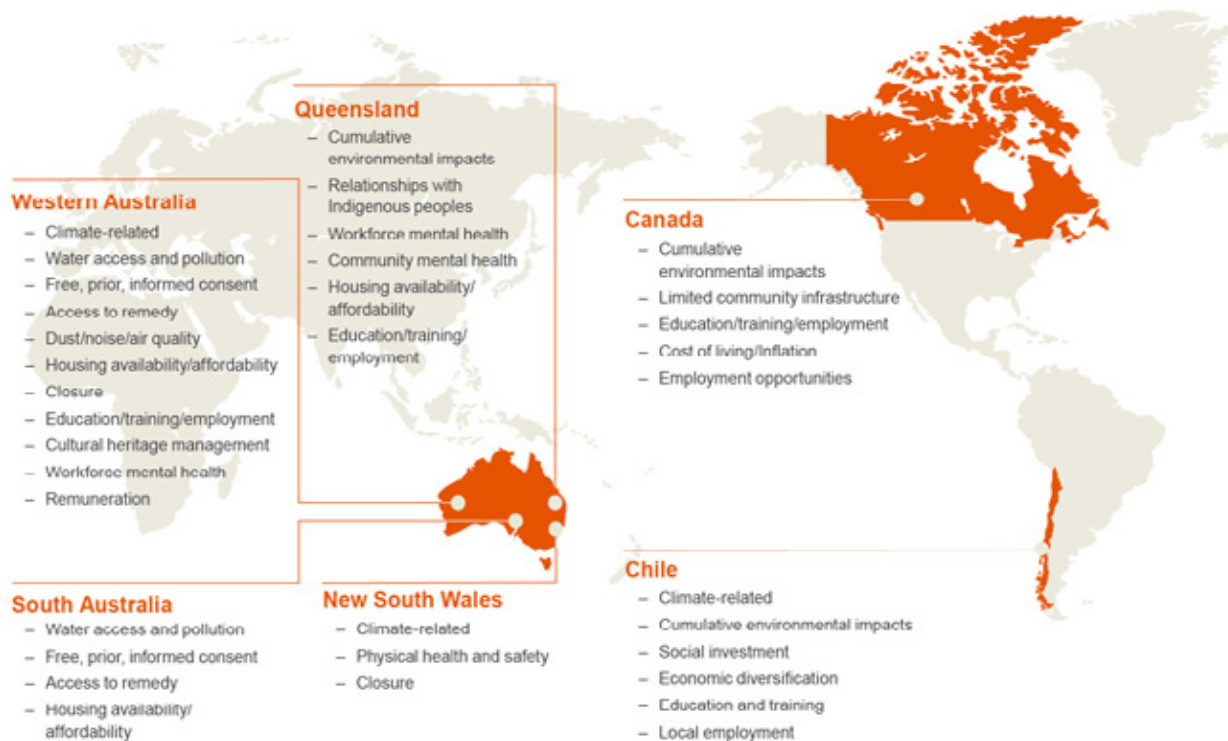 Queensland
– Cumulative
environmental impacts
– Relationships with
Indigenous peoples
– Workforce mental health
– Community mental health
– Housing availability/
affordability
– Education/training/
employment
Western Australia
– Climate-related
– Water access and pollution
– Free, prior, informed consent
– Access to remedy
– Dust/noise/air quality
– Housing availability/affordability
– Closure
– Education/training/employment
– Cultural heritage management
– Workforce mental health
– Remuneration
South Australia
– Water access and pollution
– Free, prior, informed consent
– Access to remedy
– Housing availability/
affordability
New South Wales
– Climate-related
– Physical health and safety
– Closure
Canada
– Cumulative
environmental impacts
– Limited community infrastructure
– Education/training/employment
– Cost of living/Inflation
– Employment opportunities
Chile
– Climate-related
– Cumulative environmental impacts
– Social investment
– Economic diversification
– Education and training
– Local employment